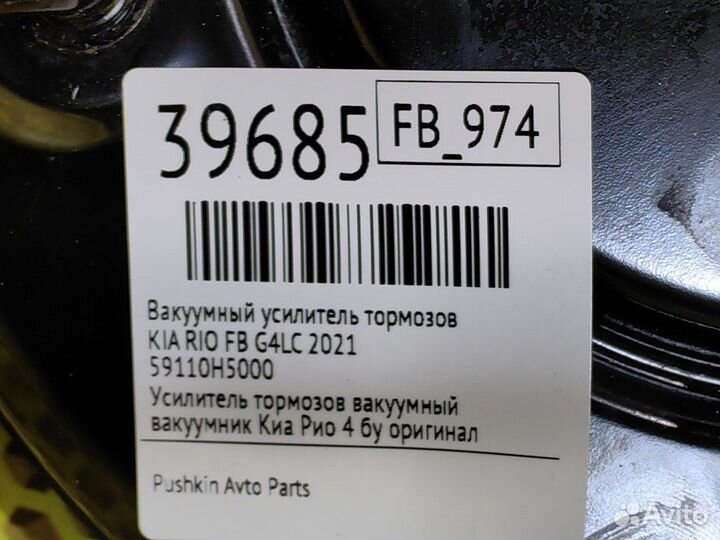 39685
FB_974
Вакуумный усилитель тормозов
KIA RIO FB G4LC 2021
59110H5000
Усилитель тормозов вакуумный
вакуумник Киа Рио 4 бу оригинал
Pushkin Avto Parts
Avito